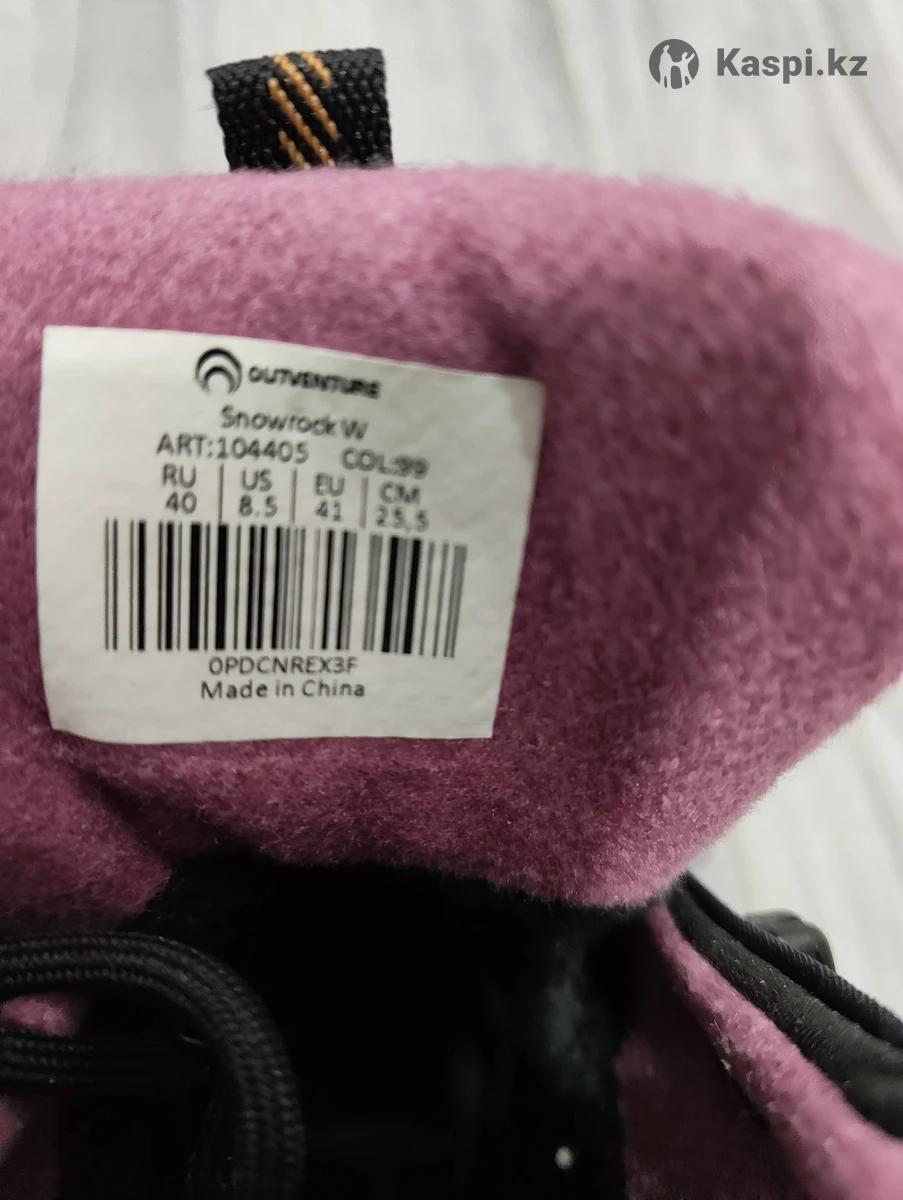 Kaspi.kz
OUTVENTURE
Snowrock W
ART:104405 COL:99
RU US EU CM
40 8.5 41 25,5
0PDCNREX3F
Made in China